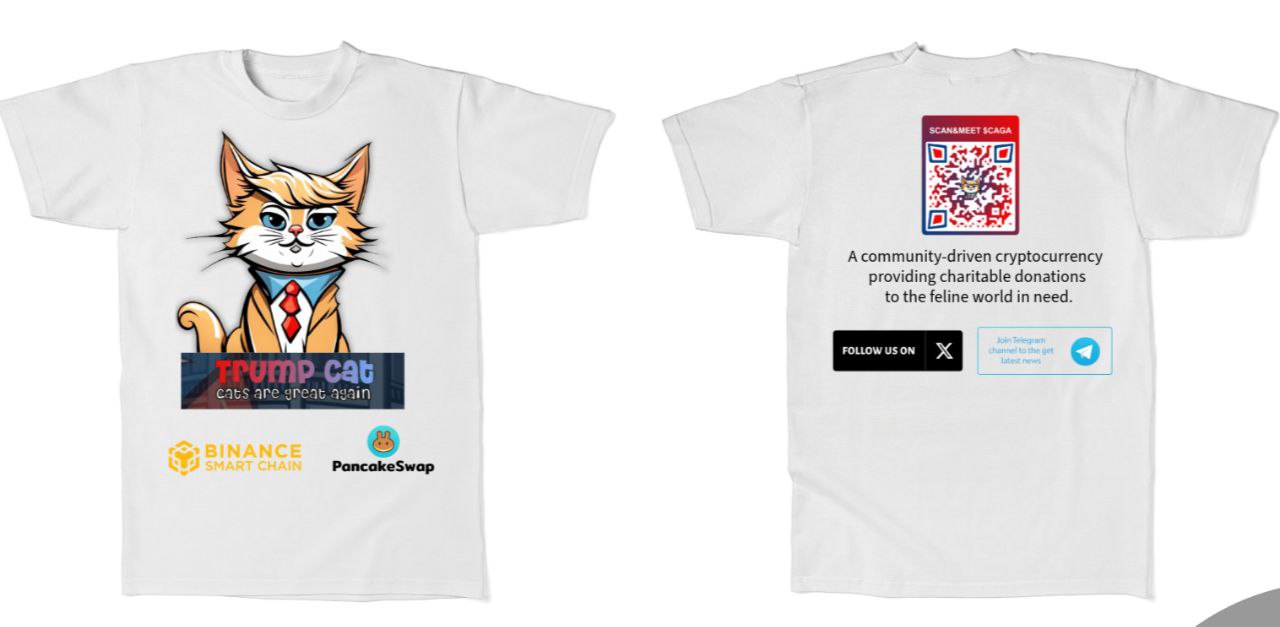 Trump Cat
cats are great again
BINANCE
SMART CHAIN
PancakeSwap
SCAN&MEET $CAGA
A community-driven cryptocurrency
providing charitable donations
to the feline world in need.
FOLLOW US ON X
Join Telegram
channel to the get
latest news